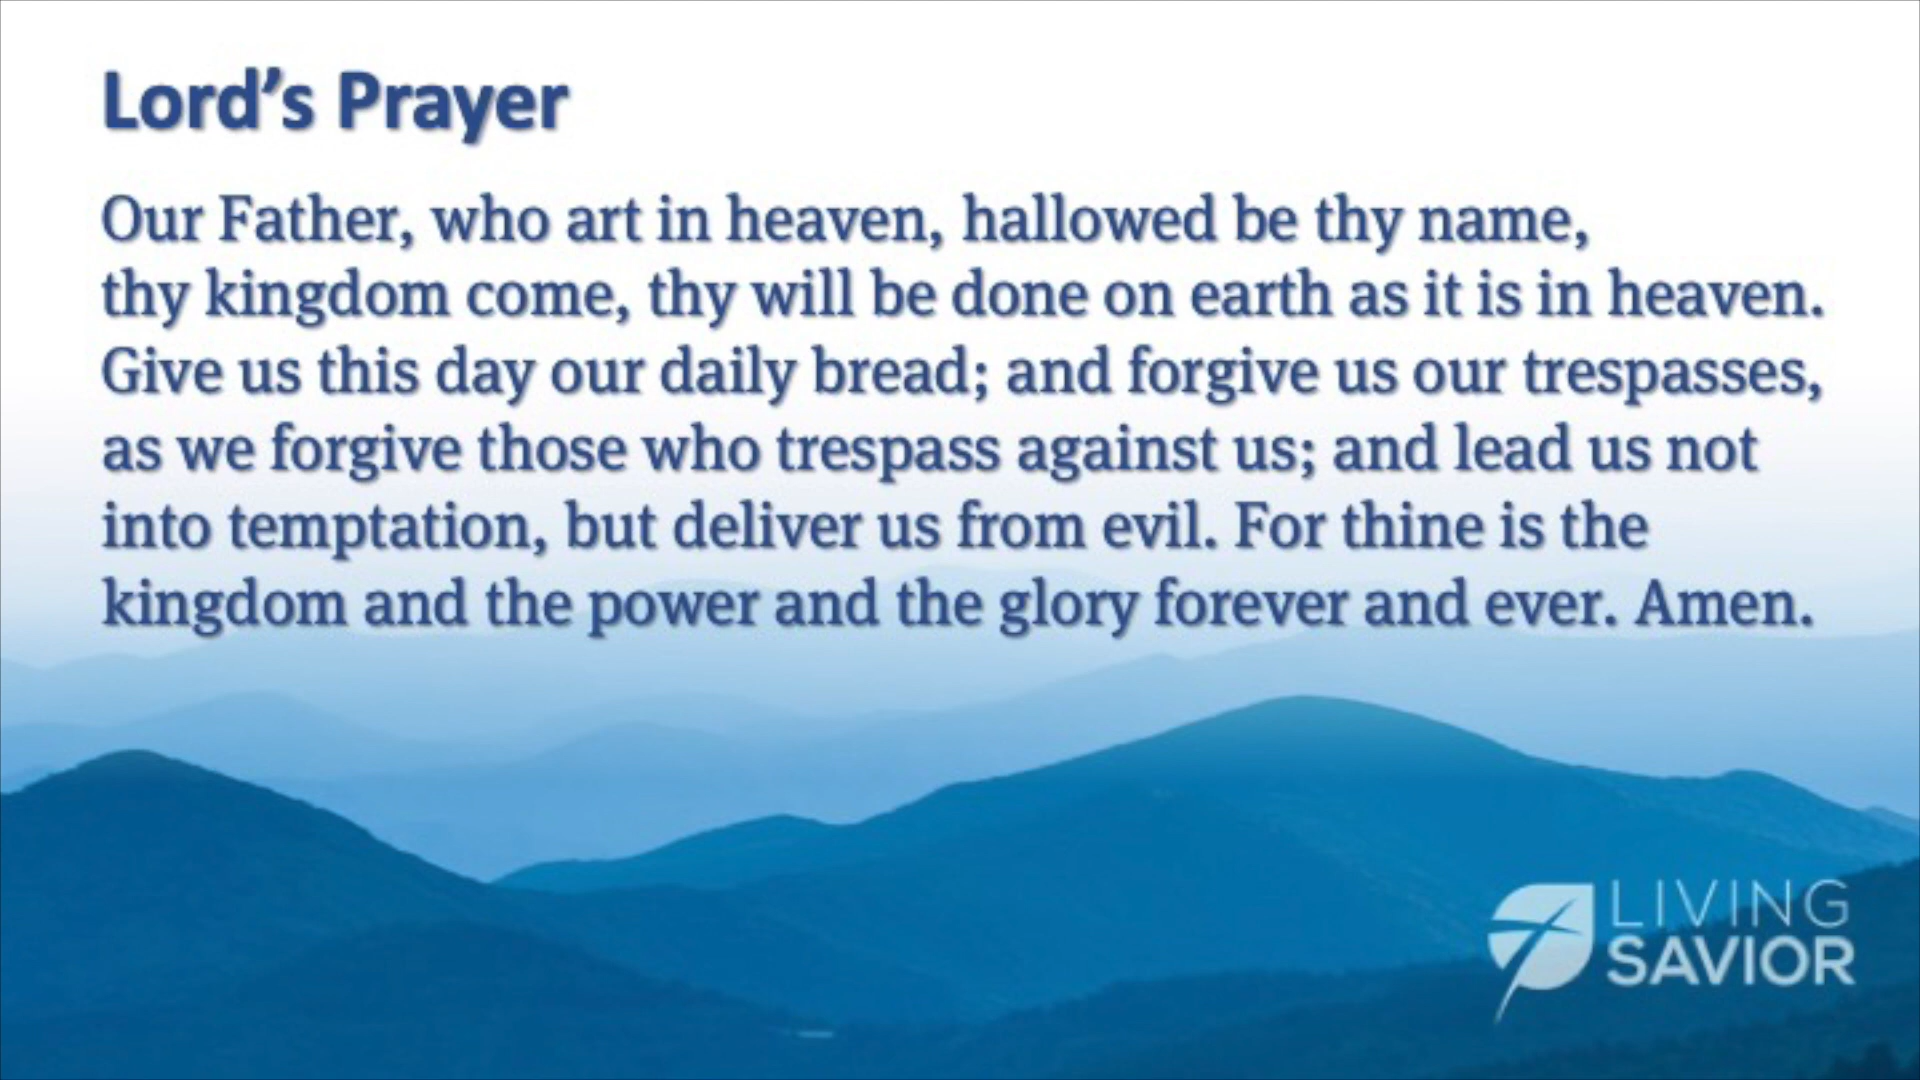 Lord’s Prayer
Our Father, who art in heaven, hallowed be thy name,
thy kingdom come, thy will be done on earth as it is in heaven.
Give us this day our daily bread; and forgive us our trespasses,
as we forgive those who trespass against us; and lead us not
into temptation, but deliver us from evil. For thine is the
kingdom and the power and the glory forever and ever. Amen.
LIVING
SAVIOR